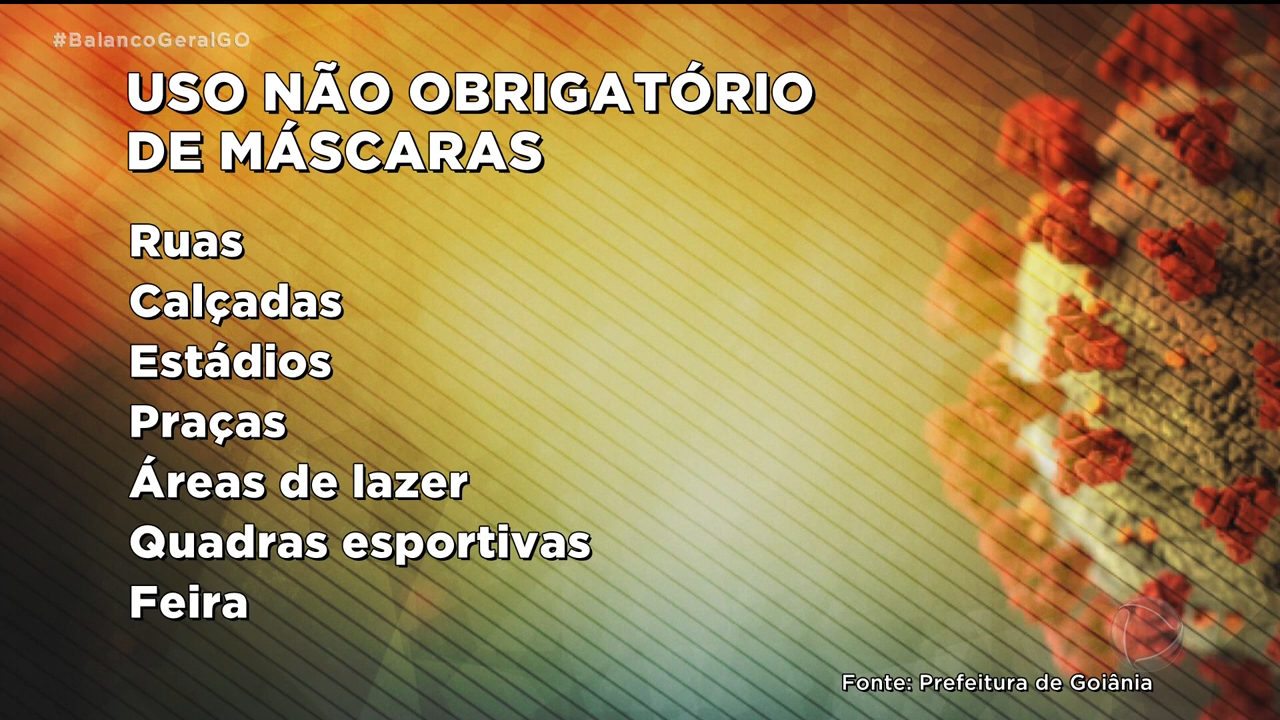 #BalancoGeralGO
USO NÃO OBRIGATÓRIO
DE MÁSCARAS
Ruas
Calçadas
Estádios
Praças
Áreas de lazer
Quadras esportivas
Feira
Fonte: Prefeitura de Goiânia